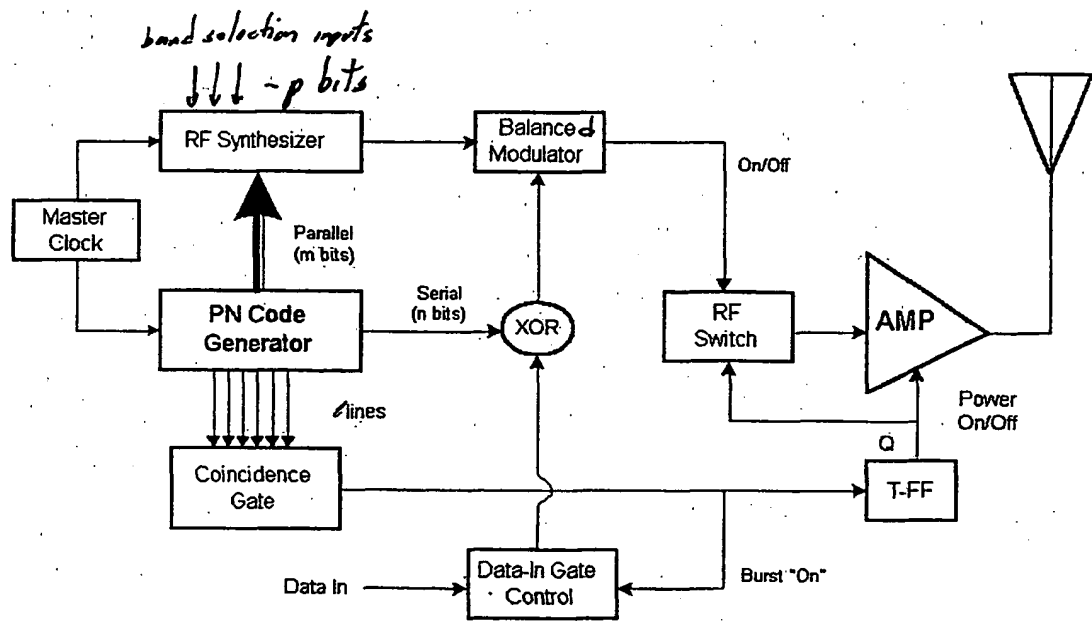 band selection inputs
~p bits
RF Synthesizer
Balanced
Modulator
On/Off
Master
Clock
Parallel
(m bits)
PN Code
Generator
Serial
(n bits)
XOR
RF
Switch
AMP
ℓlines
Power
On/Off
Q
Coincidence
Gate
T-FF
Data In
Data-In Gate
Control
Burst "On"